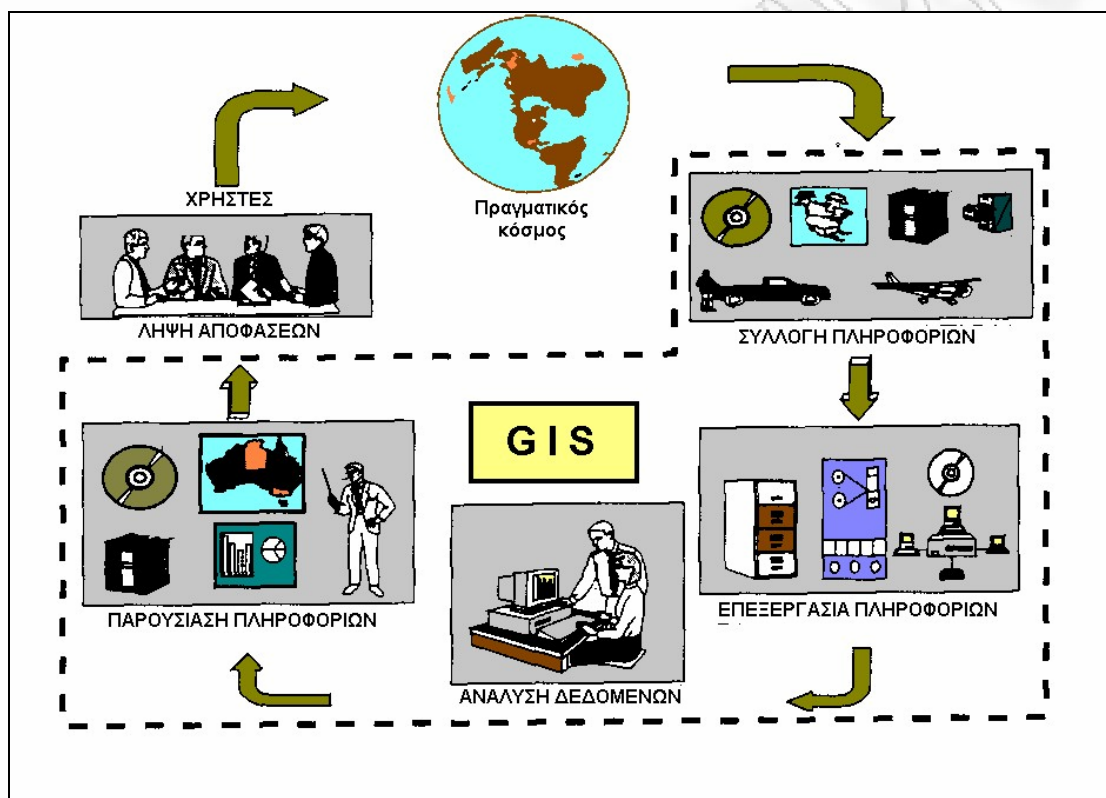 Πραγματικός
κόσμος
ΧΡΗΣΤΕΣ
ΛΗΨΗ ΑΠΟΦΑΣΕΩΝ
ΣΥΛΛΟΓΗ ΠΛΗΡΟΦΟΡΙΩΝ
GIS
ΠΑΡΟΥΣΙΑΣΗ ΠΛΗΡΟΦΟΡΙΩΝ
ΕΠΕΞΕΡΓΑΣΙΑ ΠΛΗΡΟΦΟΡΙΩΝ
ΑΝΑΛΥΣΗ ΔΕΔΟΜΕΝΩΝ